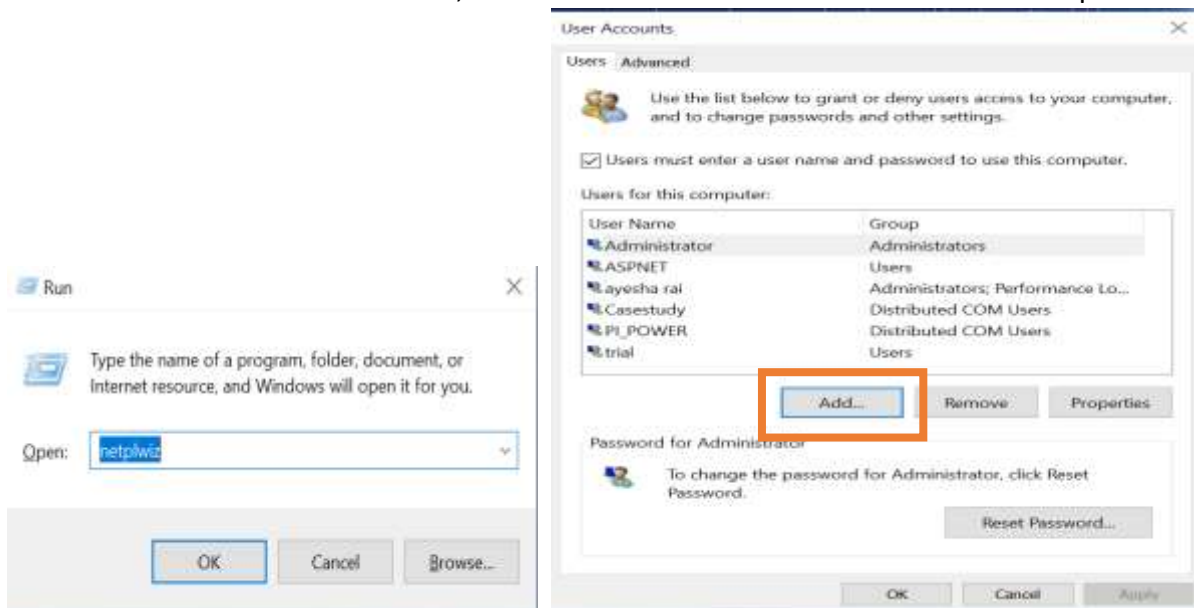 Run
Type the name of a program, folder, document, or
Internet resource, and Windows will open it for you.
Open:
netplwiz
OK
Cancel
Browse...
User Accounts
Users
Advanced
Use the list below to grant or deny users access to your computer,
and to change passwords and other settings.
Users must enter a user name and password to use this computer.
Users for this computer:
User Name Group
Administrator Administrators
ASPNET Users
ayesha rai Administrators; Performance Lo...
Casestudy Distributed COM Users
PI_POWER Distributed COM Users
trial Users
Add...
Remove
Properties
Password for Administrator
To change the password for Administrator, click Reset
Password.
Reset Password...
OK
Cancel
Apply